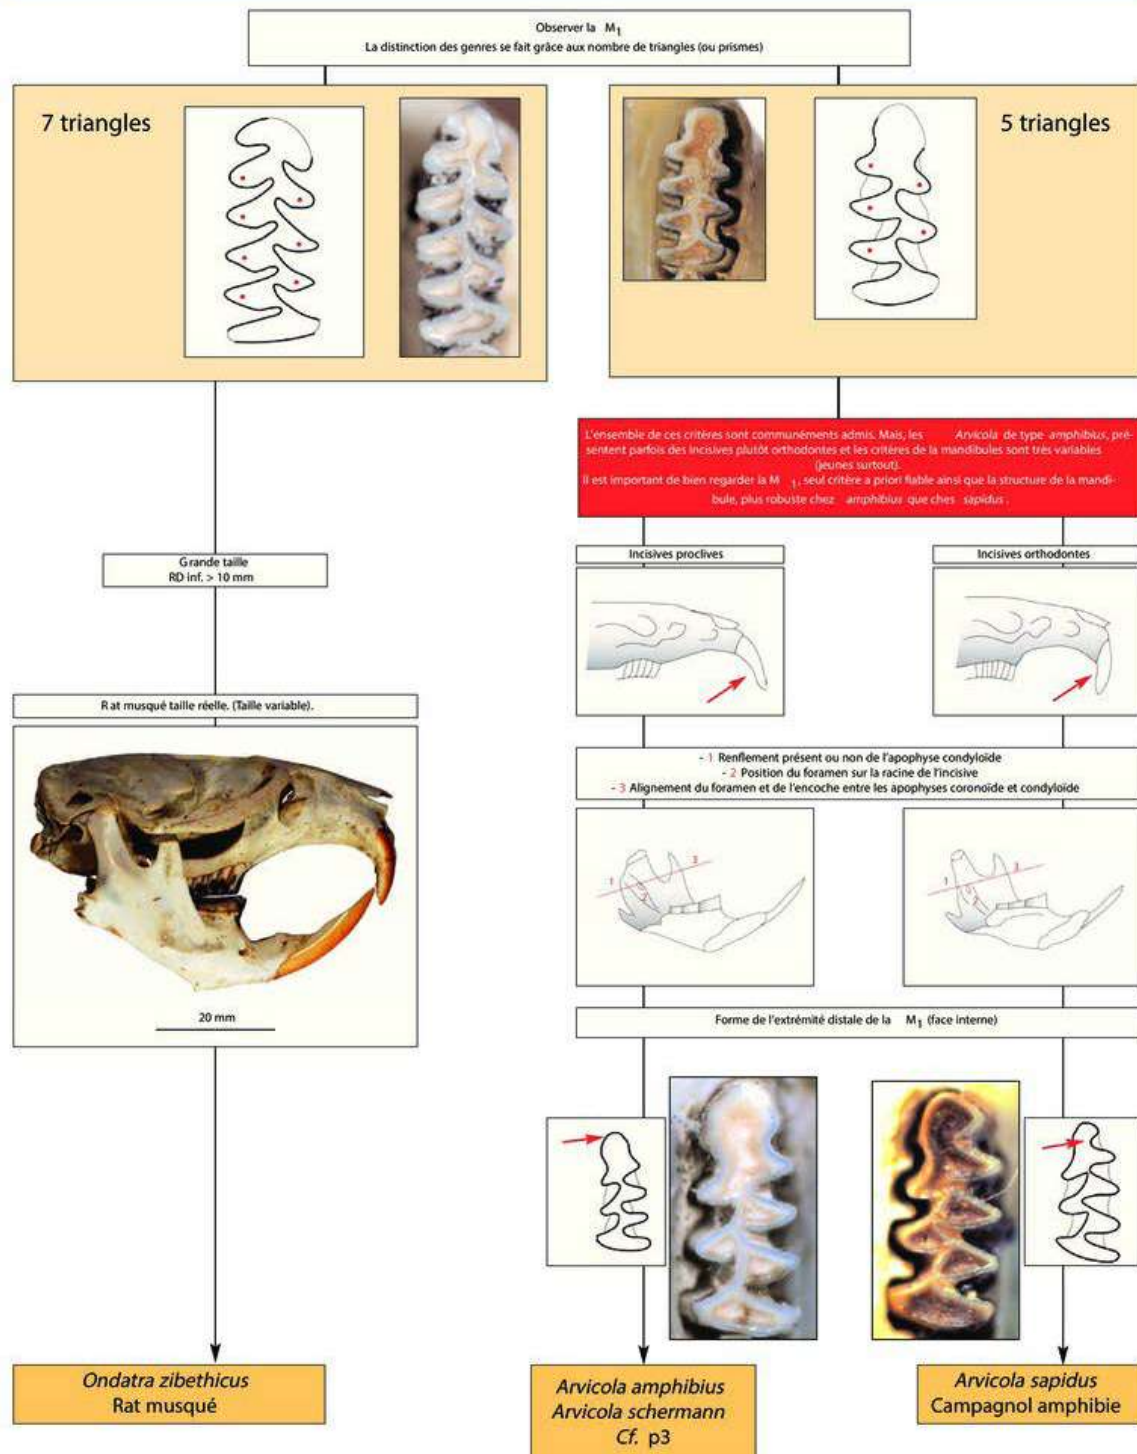 Observer la M1
La distinction des genres se fait grâce aux nombre de triangles (ou prismes)
7 triangles
5 triangles
L'ensemble de ces critères sont communéments admis. Mais, les Arvicola de type amphibius, pré-
sentent parfois des incisives plutôt orthodontes et les critères de la mandibules sont très variables
(jeunes surtout).
Il est important de bien regarder la M1, seul critère a priori fiable ainsi que la structure de la mandi-
bule, plus robuste chez amphibius que ches sapidus.
Grande taille
RD inf. > 10 mm
Incisives proclives
Incisives orthodontes
Rat musqué taille réelle. (Taille variable).
- 1 Renflement présent ou non de l'apophyse condyloïde
- 2 Position du foramen sur la racine de l'incisive
- 3 Alignement du foramen et de l'encoche entre les apophyses coronoïde et condyloïde
1
2
3
1
2
3
20 mm
Forme de l'extrémité distale de la M1 (face interne)
Ondatra zibethicus
Rat musqué
Arvicola amphibius
Arvicola schermann
Cf. p3
Arvicola sapidus
Campagnol amphibie